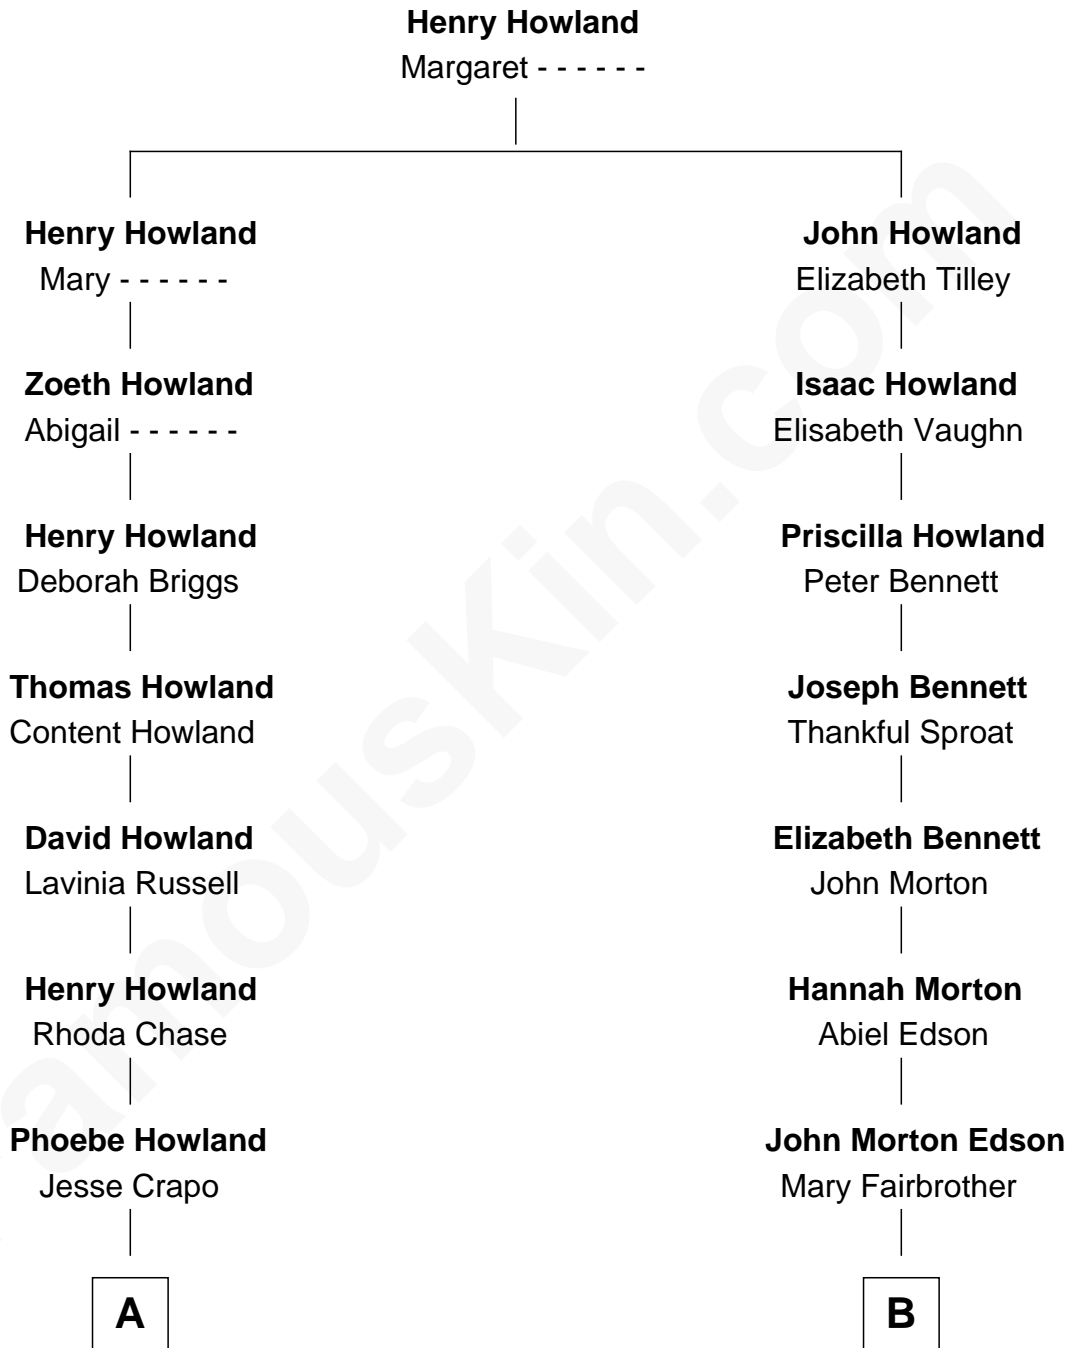 Henry Howland
Margaret - - - - - -
Henry Howland
Mary - - - - - -
John Howland
Elizabeth Tilley
Zoeth Howland
Abigail - - - - - -
Isaac Howland
Elisabeth Vaughn
Henry Howland
Deborah Briggs
Priscilla Howland
Peter Bennett
Thomas Howland
Content Howland
Joseph Bennett
Thankful Sproat
David Howland
Lavinia Russell
Elizabeth Bennett
John Morton
Henry Howland
Rhoda Chase
Hannah Morton
Abiel Edson
Phoebe Howland
Jesse Crapo
John Morton Edson
Mary Fairbrother
A
B
amouskin.com